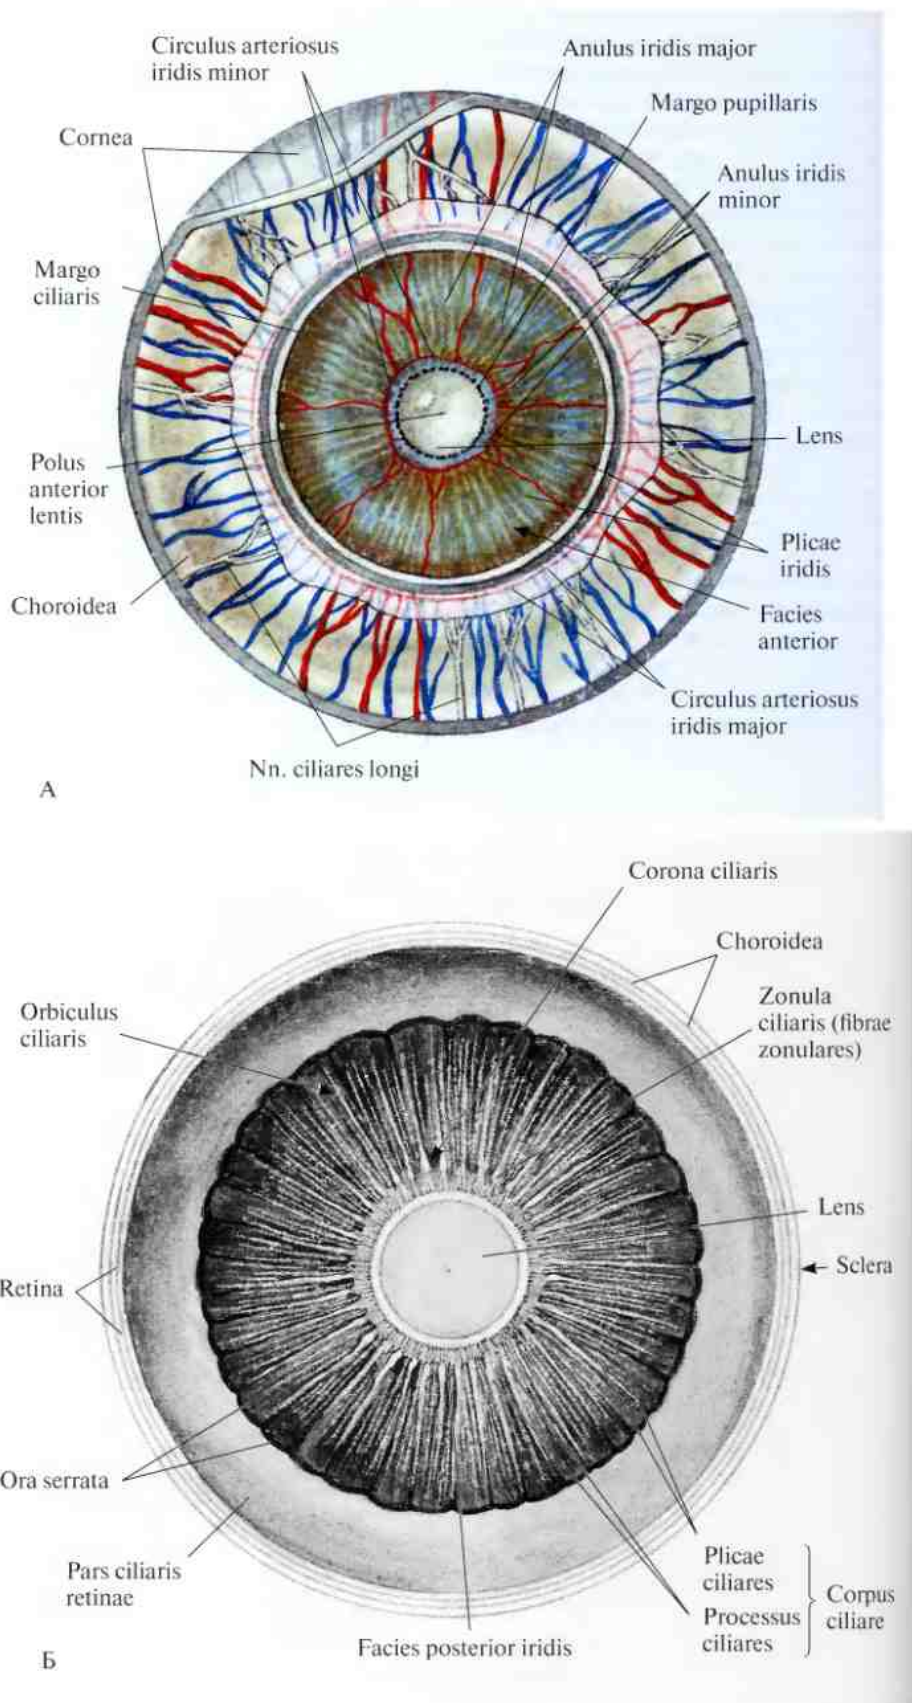 Circulus arteriosus
iridis minor
Anulus iridis major
Margo pupillaris
Cornea
Anulus iridis
minor
Margo
ciliaris
Lens
Polus
anterior
lentis
Plicae
iridis
Choroidea
Facies
anterior
Circulus arteriosus
iridis major
Nn. ciliares longi
А
Corona ciliaris
Choroidea
Zonula
ciliaris (fibrae
zonulares)
Orbiculus
ciliaris
Lens
Sclera
Retina
Ora serrata
Pars ciliaris
retinae
Plicae
ciliares
Processus
ciliares
Corpus
ciliare
Facies posterior iridis
Б